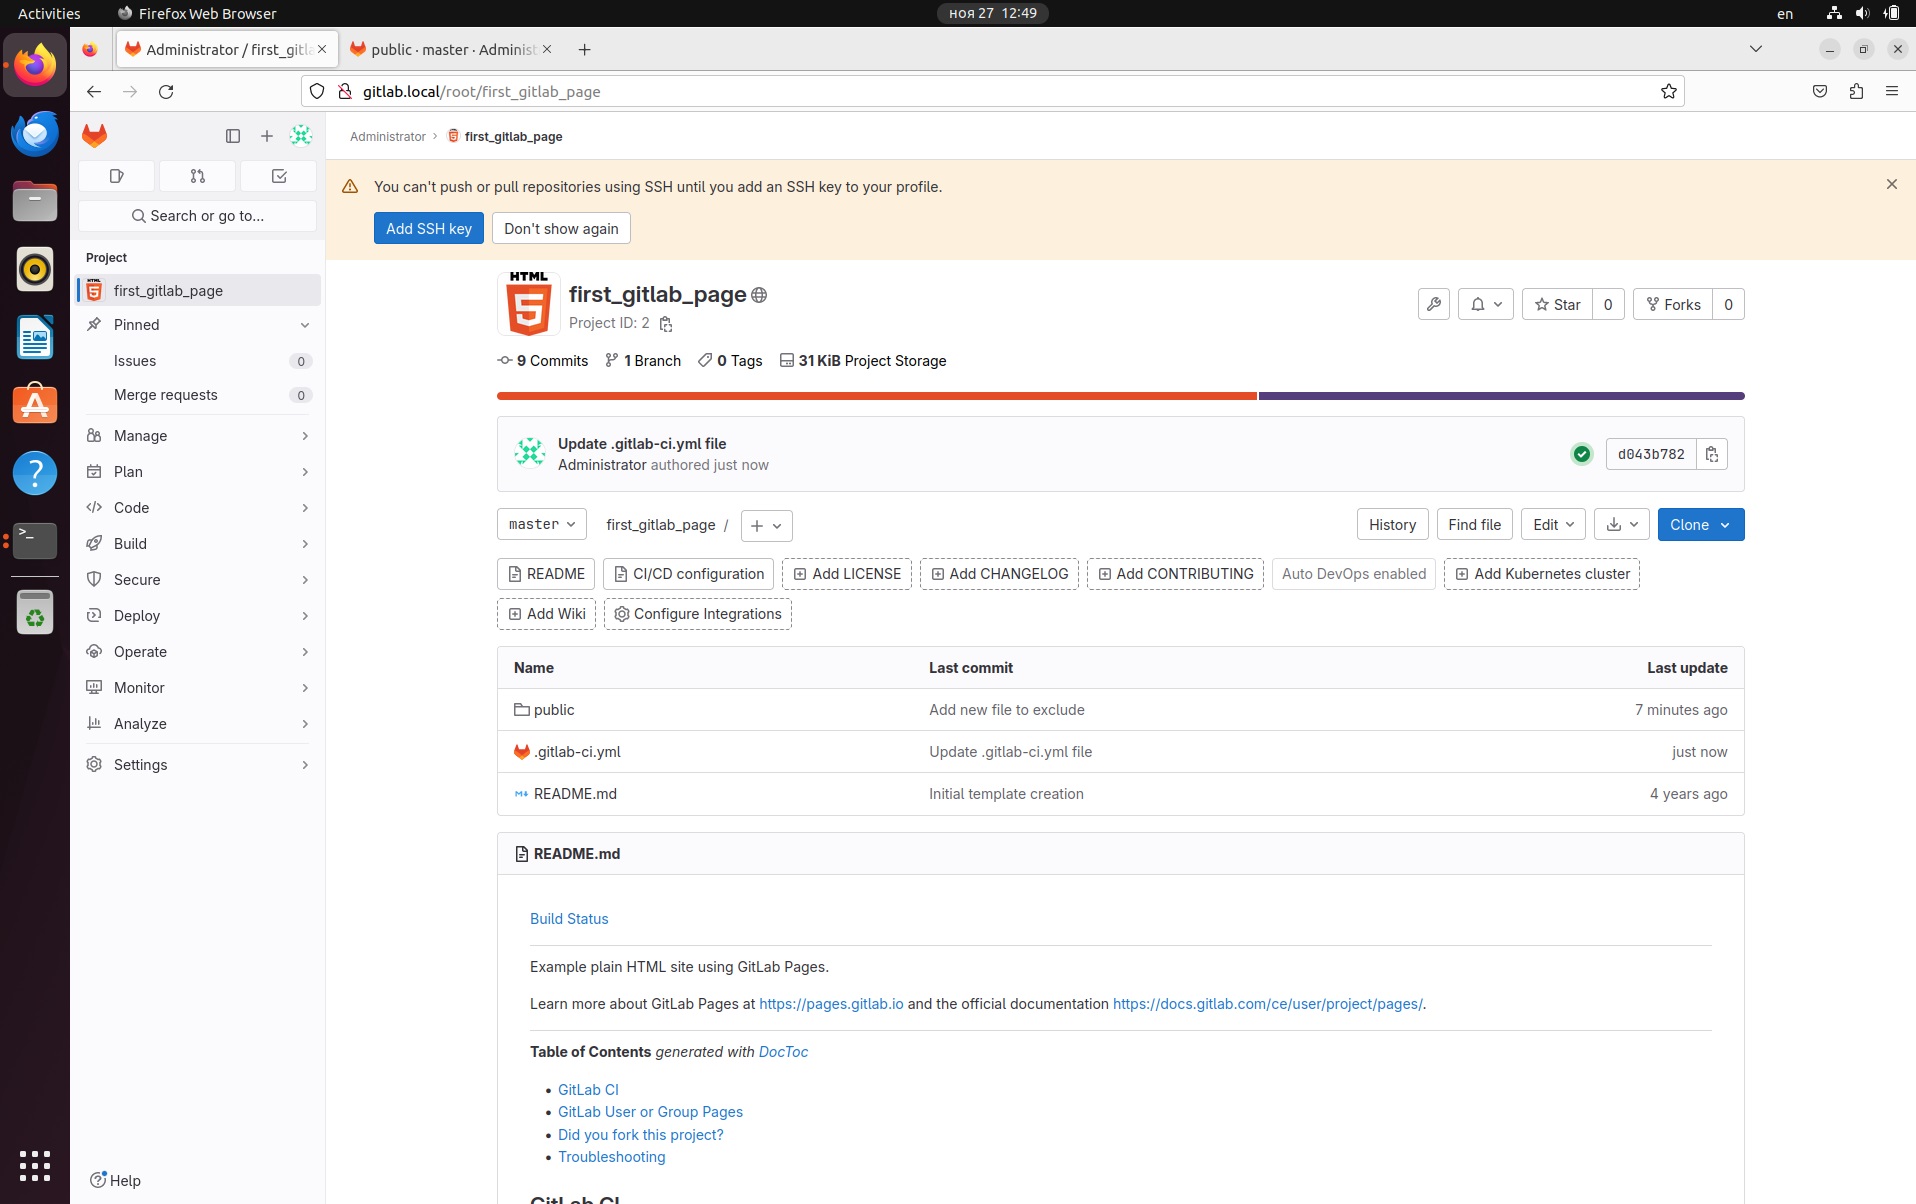 Activities
Firefox Web Browser
ноя 27 12:49
en
Administrator / first_gitla
public · master · Administ
gitlab.local/root/first_gitlab_page
Administrator
first_gitlab_page
You can't push or pull repositories using SSH until you add an SSH key to your profile.
Add SSH key
Don't show again
Search or go to...
Project
first_gitlab_page
Pinned
Issues 0
Merge requests 0
Manage
Plan
Code
Build
Secure
Deploy
Operate
Monitor
Analyze
Settings
Help
HTML
5
first_gitlab_page
Project ID: 2
Star 0
Forks 0
9 Commits
1 Branch
0 Tags
31 KiB Project Storage
Update .gitlab-ci.yml file
Administrator authored just now
d043b782
master
first_gitlab_page /
History
Find file
Edit
Clone
README
CI/CD configuration
Add LICENSE
Add CHANGELOG
Add CONTRIBUTING
Auto DevOps enabled
Add Kubernetes cluster
Add Wiki
Configure Integrations
Name Last commit Last update
public Add new file to exclude 7 minutes ago
.gitlab-ci.yml Update .gitlab-ci.yml file just now
README.md Initial template creation 4 years ago
README.md
Build Status
Example plain HTML site using GitLab Pages.
Learn more about GitLab Pages at https://pages.gitlab.io and the official documentation https://docs.gitlab.com/ce/user/project/pages/.
Table of Contents generated with DocToc
GitLab CI
GitLab User or Group Pages
Did you fork this project?
Troubleshooting
GitLab CI